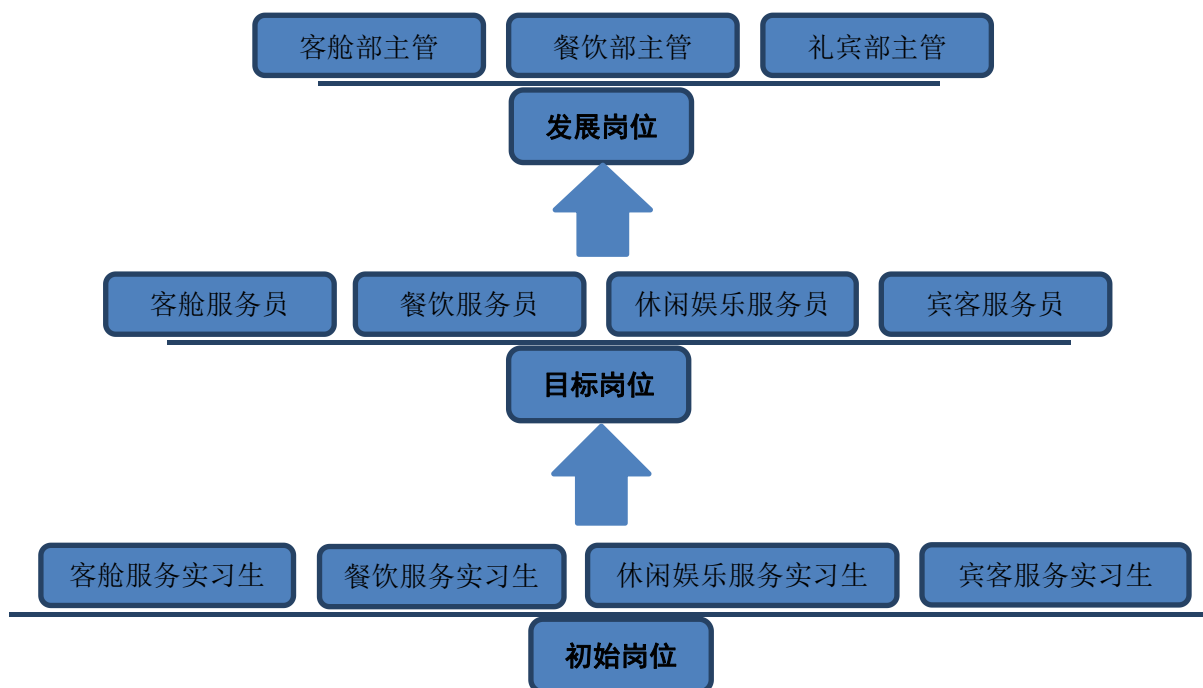 客舱部主管 餐饮部主管 礼宾部主管
发展岗位
客舱服务员 餐饮服务员 休闲娱乐服务员 宾客服务员
目标岗位
客舱服务实习生 餐饮服务实习生 休闲娱乐服务实习生 宾客服务实习生
初始岗位